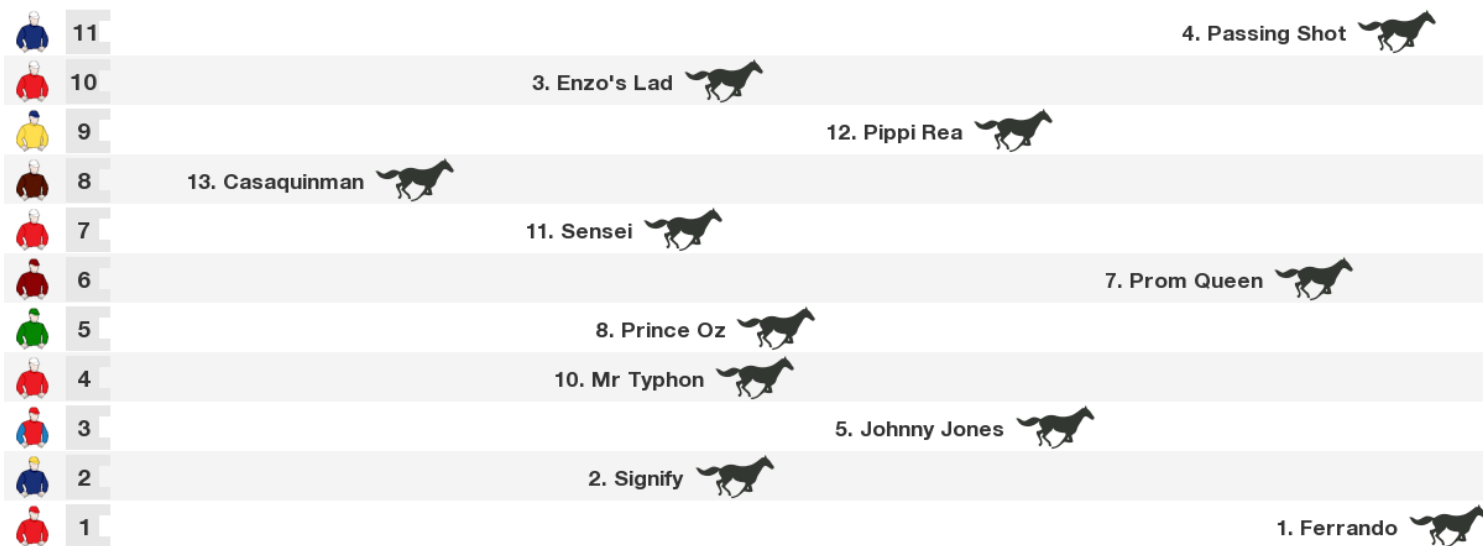 11 4. Passing Shot
10 3. Enzo's Lad
9 12. Pippi Rea
8 13. Casaquinman
7 11. Sensei
6 7. Prom Queen
5 8. Prince Oz
4 10. Mr Typhon
3 5. Johnny Jones
2 2. Signify
1 1. Ferrando